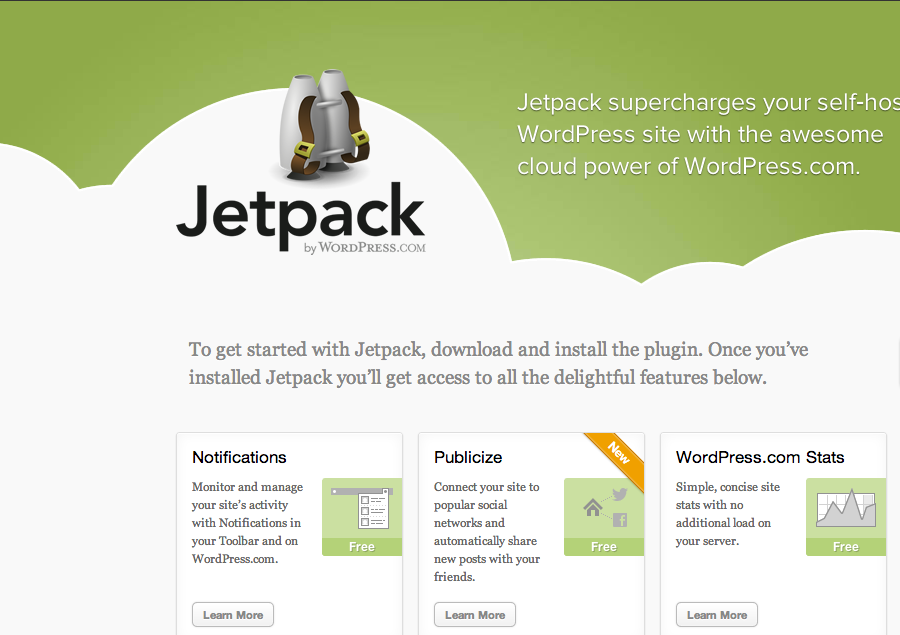 Jetpack supercharges your self-hos
WordPress site with the awesome
cloud power of WordPress.com.
Jetpack
by WORDPRESS.COM
To get started with Jetpack, download and install the plugin. Once you’ve
installed Jetpack you’ll get access to all the delightful features below.
Notifications
Monitor and manage
your site’s activity
with Notifications in
your Toolbar and on
WordPress.com.
Free
Learn More
Publicize
New
Connect your site to
popular social
networks and
automatically share
new posts with your
friends.
Free
Learn More
WordPress.com Stats
Simple, concise site
stats with no
additional load on
your server.
Free
Learn More